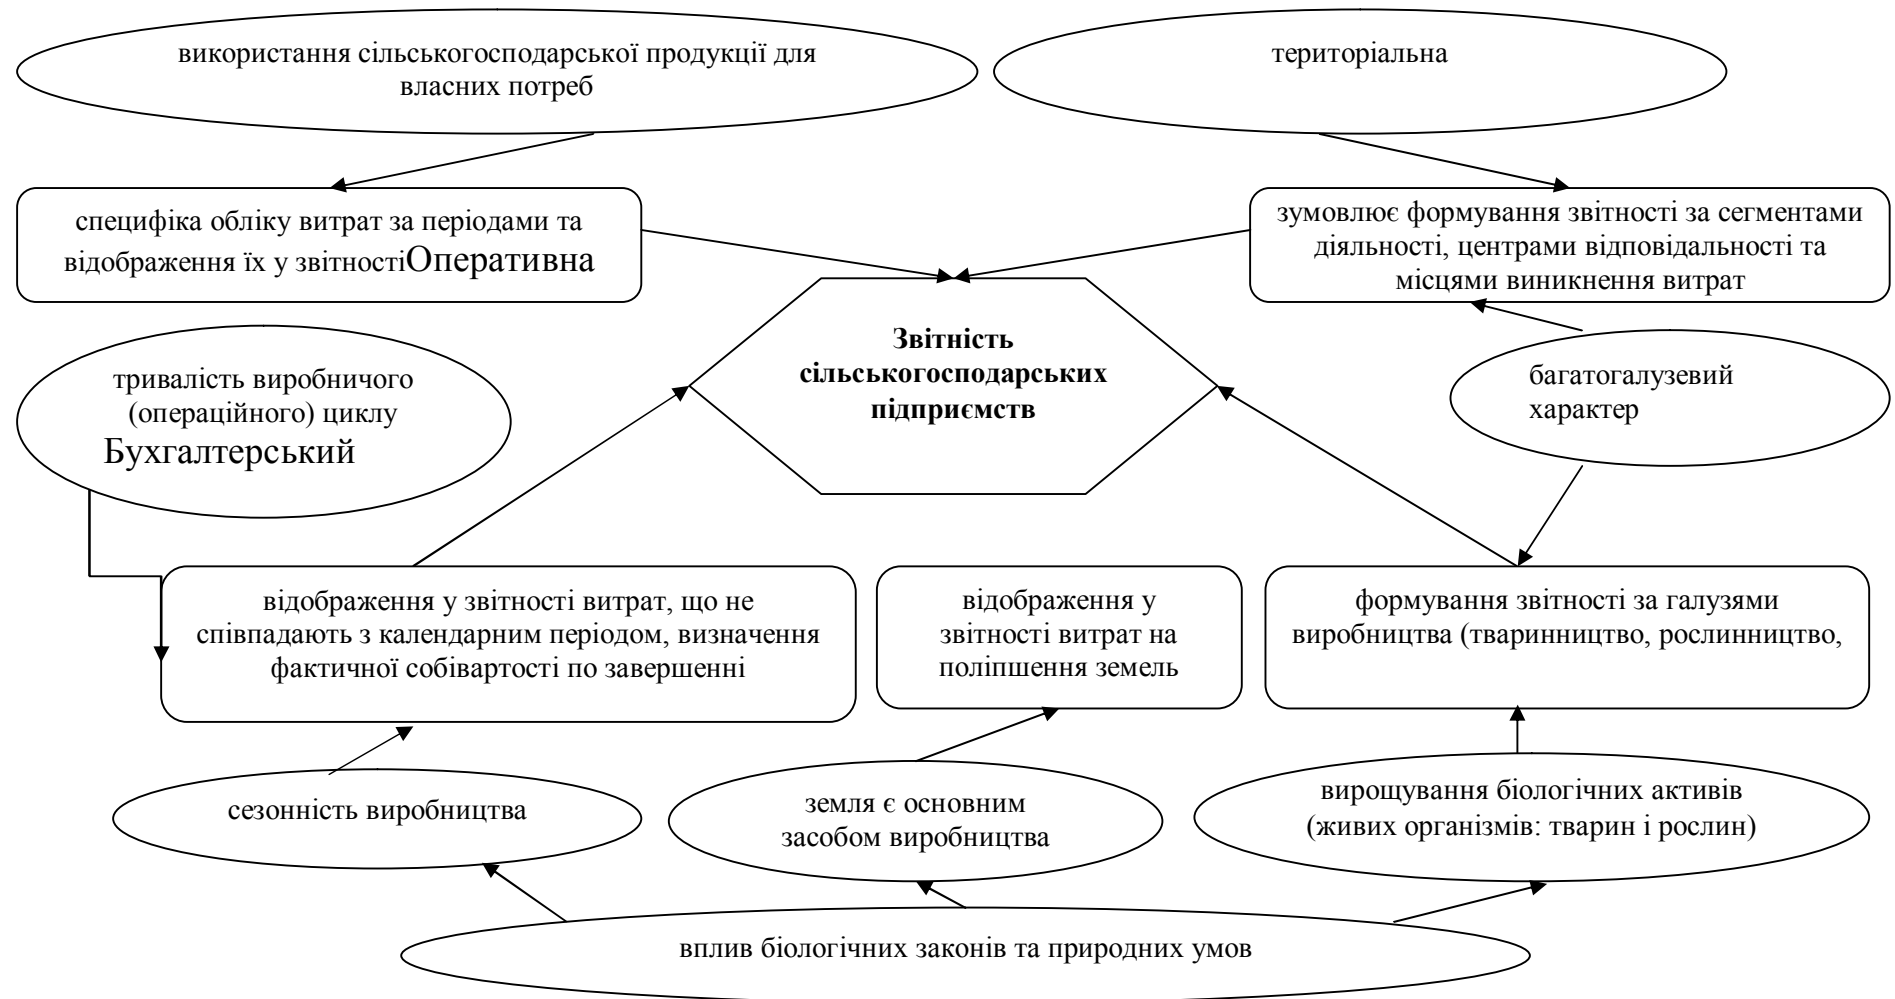 використання сільськогосподарської продукції для
власних потреб
територіальна
специфіка обліку витрат за періодами та
відображення їх у звітностіОперативна
зумовлює формування звітності за сегментами
діяльності, центрами відповідальності та
місцями виникнення витрат
Звітність
сільськогосподарських
підприємств
тривалість виробничого
(операційного) циклу
Бухгалтерський
багатогалузевий
характер
відображення у звітності витрат, що не
співпадають з календарним періодом, визначення
фактичної собівартості по завершенні
відображення у
звітності витрат на
поліпшення земель
формування звітності за галузями
виробництва (тваринництво, рослинництво,
сезонність виробництва
земля є основним
засобом виробництва
вирощування біологічних активів
(живих організмів: тварин і рослин)
вплив біологічних законів та природних умов